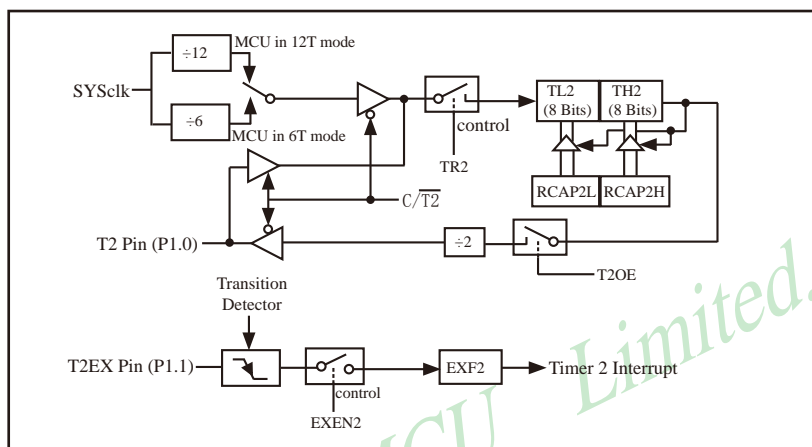 ÷12
MCU in 12T mode
SYSclk
÷6
MCU in 6T mode
control
TR2
TL2
(8 Bits)
TH2
(8 Bits)
RCAP2L
RCAP2H
C/T2
T2 Pin (P1.0)
÷2
T2OE
Transition
Detector
T2EX Pin (P1.1)
control
EXEN2
EXF2
Timer 2 Interrupt
MCU Limited.